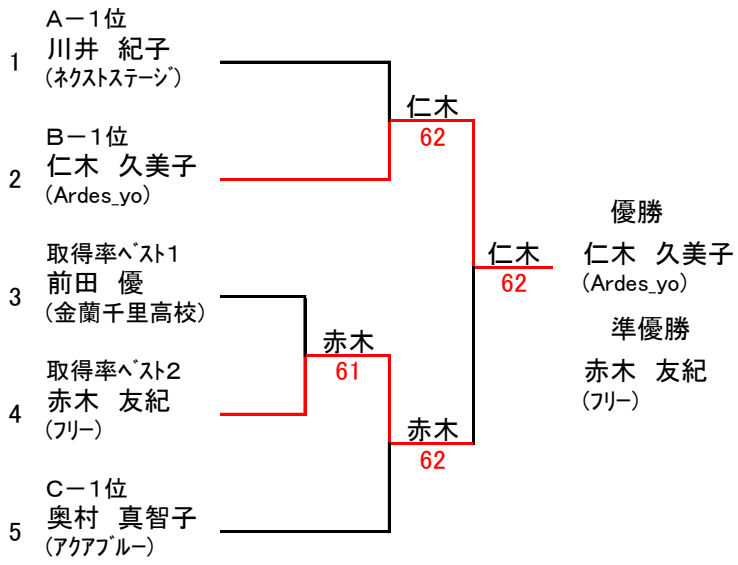 A－1位
1 川井 紀子
(ﾈｸｽﾄｽﾃｰｼﾞ)
B－1位
2 仁木 久美子
(Ardes_yo)
取得率ﾍﾞｽﾄ1
3 前田 優
(金蘭千里高校)
取得率ﾍﾞｽﾄ2
4 赤木 友紀
(ﾌﾘｰ)
C－1位
5 奥村 真智子
(ｱｸｱﾌﾞﾙｰ)
赤木
61
仁木
62
赤木
62
仁木
62
優勝
仁木 久美子
(Ardes_yo)
準優勝
赤木 友紀
(ﾌﾘｰ)